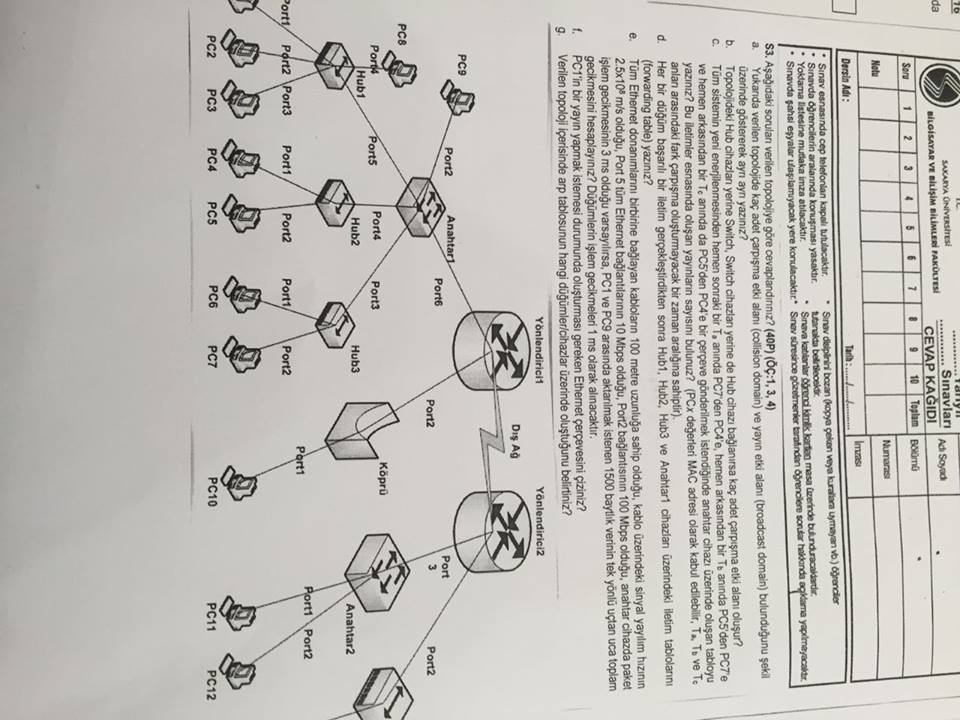 16
da
T.C.
SAKARYA ÜNİVERSİTESİ
BİLGİSAYAR VE BİLİŞİM BİLİMLERİ FAKÜLTESİ
............ Yarıyıl
............ Sınavları
CEVAP KAĞIDI
Adı Soyadı
Bölümü
Numarası
İmzası
Soru 1 2 3 4 5 6 7 8 9 10 Toplam
Notu
Dersin Adı :
Tarih : ....../....../...........
* Sınav esnasında cep telefonları kapalı tutulacaktır.
* Sınavda öğrencilerin aralarında konuşması yasaktır.
* Yoklama listesine mutlaka imza atılacaktır.
* Sınavda şahsi eşyalar ulaşılamıyacak yere konulacaktır.
* Sınav disiplinini bozan (kopya çeken veya kurallara uymayan vb.) öğrenciler
tutanakta belirtilecektir.
* Sınava katılanlar öğrenci kimlik kartları masa üzerinde bulunduracaklardır.
* Sınav süresince gözetmenler tarafından öğrencilere sorular hakkında açıklama yapılmayacaktır.
S3. Aşağıdaki soruları verilen topolojiye göre cevaplandırınız? (40P) (ÖÇ:1, 3, 4)
a. Yukarıda verilen topolojide kaç adet çarpışma etki alanı (collision domain) ve yayın etki alanı (broadcast domain) bulunduğunu şekil
üzerinde göstererek ayrı ayrı yazınız?
b. Topolojideki Hub cihazları yerine Switch, Switch cihazları yerine de Hub cihazı bağlanırsa kaç adet çarpışma etki alanı oluşur?
c. Tüm sistemin yeni enerjilenmesinden hemen sonraki bir Ta anında PC7'den PC4'e, hemen arkasından bir Tb anında PC5'den PC7'e
ve hemen arkasından bir Tc anında da PC5'den PC4'e bir çerçeve gönderilmek istendiğinde anahtar cihazı üzerinde oluşan tabloyu
yazınız? Bu iletimler esnasında oluşan yayınların sayısını bulunuz? (PCx değerleri MAC adresi olarak kabul edilebilir, Ta, Tb ve Tc
anları arasındaki fark çarpışma oluşturmayacak bir zaman aralığına sahiptir).
d. Her bir düğüm başarılı bir iletim gerçekleştirdikten sonra Hub1, Hub2, Hub3 ve Anahtar1 cihazları üzerindeki iletim tablolarını
(forwarding table) yazınız?
e. Tüm Ethernet donanımlarını birbirine bağlayan kabloların 100 metre uzunluğa sahip olduğu, kablo üzerindeki sinyal yayılım hızının
2.5x10⁸ m/s olduğu, Port 5 tüm Ethernet bağlantılarının 10 Mbps olduğu, Port2 bağlantısının 100 Mbps olduğu, anahtar cihazda paket
işlem gecikmesinin 3 ms olduğu varsayılırsa, PC1 ve PC9 arasında aktarılmak istenen 1500 baytlık verinin tek yönlü uçtan uca toplam
gecikmesini hesaplayınız? Düğümlerin işlem gecikmeleri 1 ms olarak alınacaktır.
f. PC1'in bir yayın yapmak istemesi durumunda oluşturması gereken Ethernet çerçevesini çiziniz?
g. Verilen topoloji içerisinde arp tablosunun hangi düğümler/cihazlar üzerinde oluştuğunu belirtiniz?
Yönlendirici1
Yönlendirici2
Dış Ağ
PC9
Port2
Anahtar1
Port6
Port2
Port
3
Port2
PC8
Port4
Hub1
Port5
Port4
Hub2
Port3
Hub3
Köprü
Anahtar2
Port1
Port2
Port3
Port1
Port2
Port1
Port2
Port1
Port1
Port2
PC2
PC3
PC4
PC5
PC6
PC7
PC10
PC11
PC12